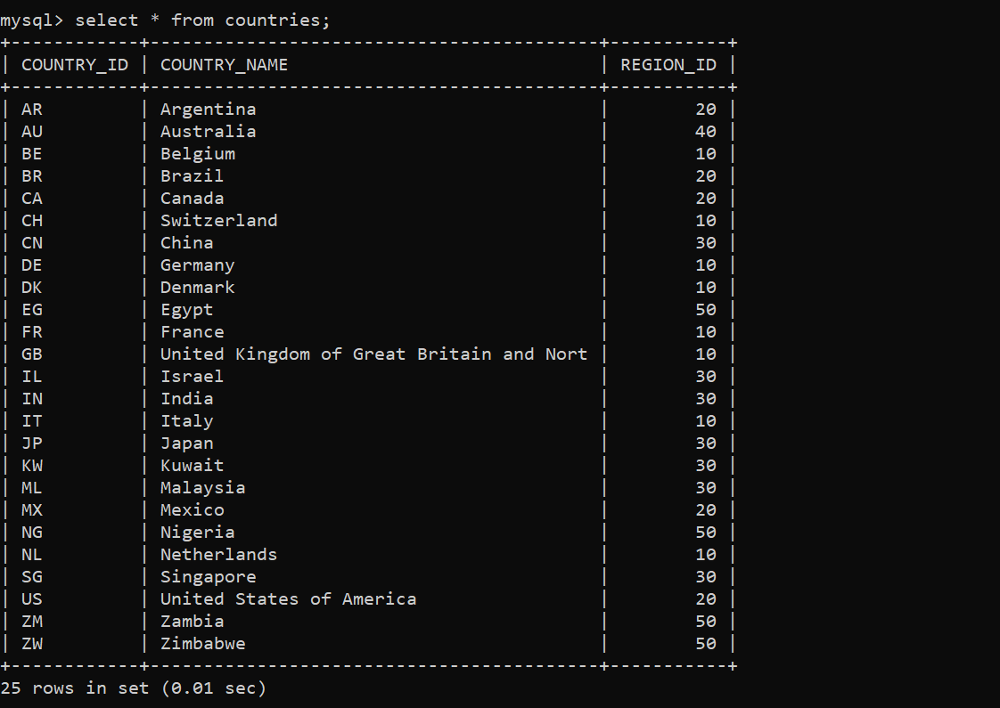 mysql> select * from countries;
+------------+------------------------------------------+-----------+
| COUNTRY_ID | COUNTRY_NAME                             | REGION_ID |
+------------+------------------------------------------+-----------+
| AR         | Argentina                                |        20 |
| AU         | Australia                                |        40 |
| BE         | Belgium                                  |        10 |
| BR         | Brazil                                   |        20 |
| CA         | Canada                                   |        20 |
| CH         | Switzerland                              |        10 |
| CN         | China                                    |        30 |
| DE         | Germany                                  |        10 |
| DK         | Denmark                                  |        10 |
| EG         | Egypt                                    |        50 |
| FR         | France                                   |        10 |
| GB         | United Kingdom of Great Britain and Nort |        10 |
| IL         | Israel                                   |        30 |
| IN         | India                                    |        30 |
| IT         | Italy                                    |        10 |
| JP         | Japan                                    |        30 |
| KW         | Kuwait                                   |        30 |
| ML         | Malaysia                                 |        30 |
| MX         | Mexico                                   |        20 |
| NG         | Nigeria                                  |        50 |
| NL         | Netherlands                              |        10 |
| SG         | Singapore                                |        30 |
| US         | United States of America                 |        20 |
| ZM         | Zambia                                   |        50 |
| ZW         | Zimbabwe                                 |        50 |
+------------+------------------------------------------+-----------+
25 rows in set (0.01 sec)